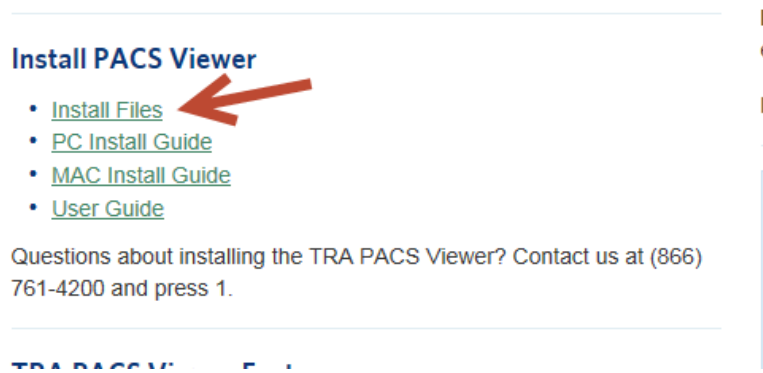 Install PACS Viewer
Install Files
PC Install Guide
MAC Install Guide
User Guide
Questions about installing the TRA PACS Viewer? Contact us at (866)
761-4200 and press 1.